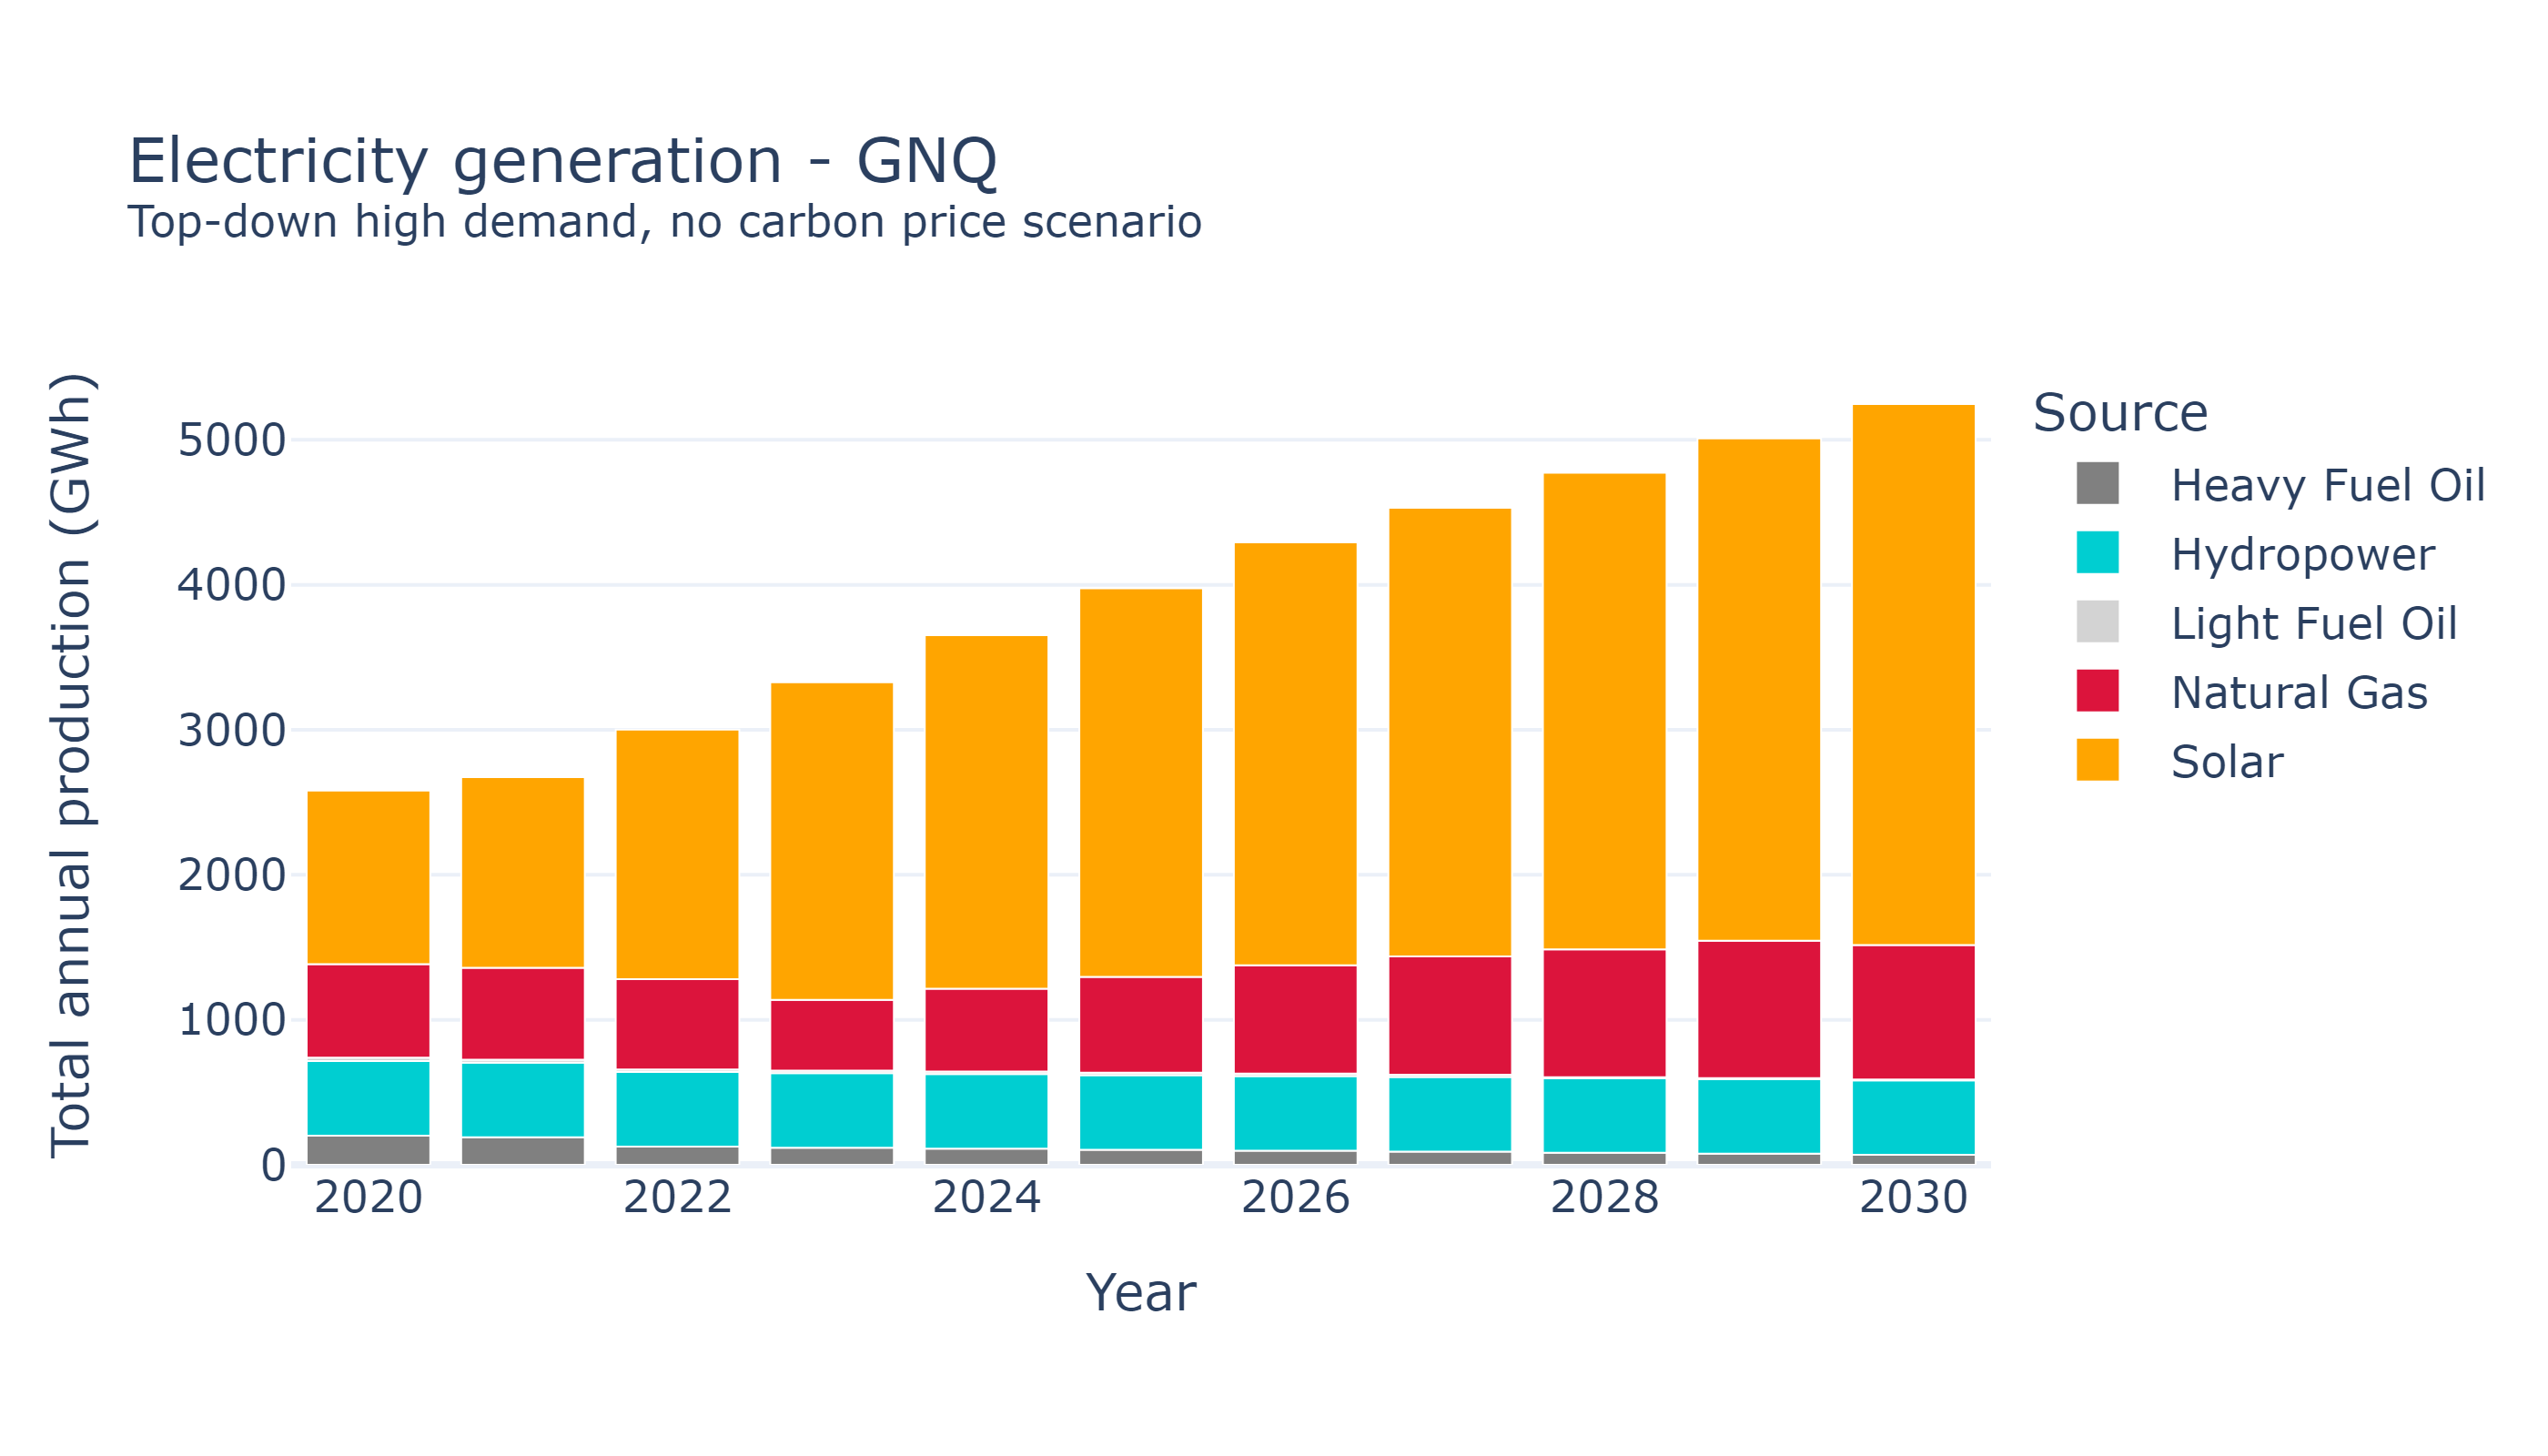 Electricity generation - GNQ
Top-down high demand, no carbon price scenario
Total annual production (GWh)
5000
4000
3000
2000
1000
0
2020 2022 2024 2026 2028 2030
Year
Source
Heavy Fuel Oil
Hydropower
Light Fuel Oil
Natural Gas
Solar